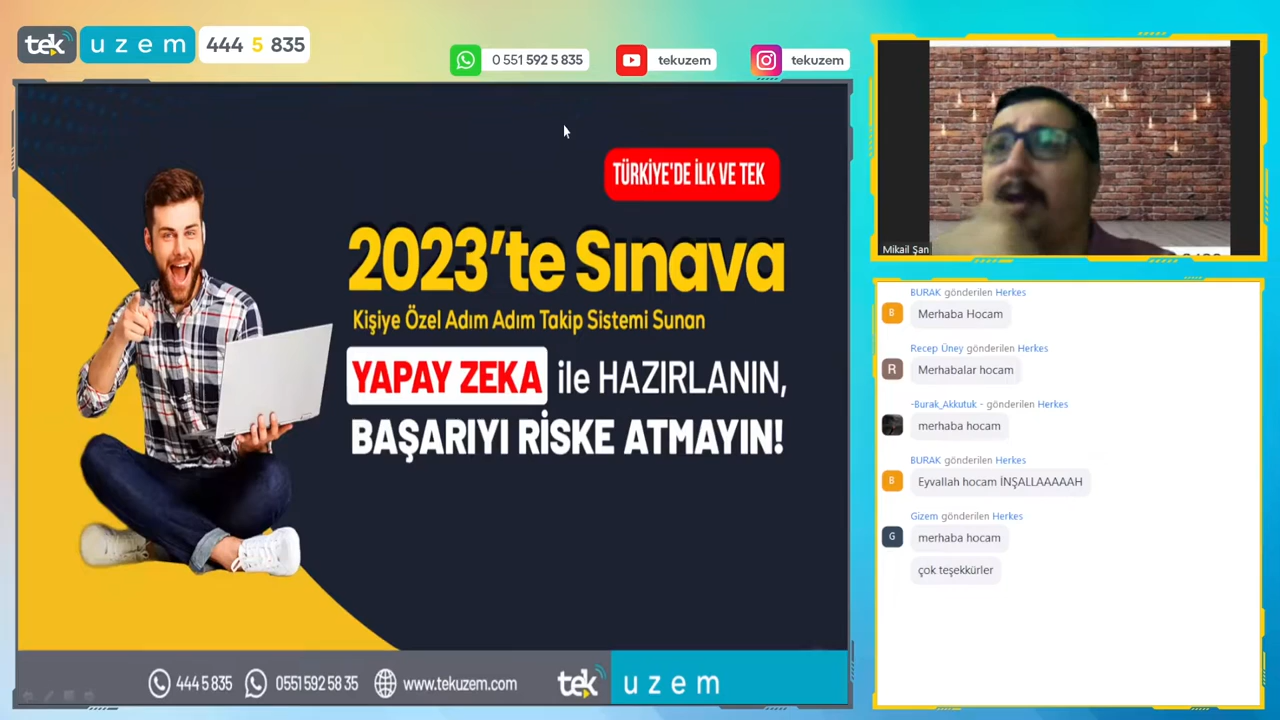 tek uzem 444 5 835
0 551 592 5 835
tekuzem
tekuzem
TÜRKİYE'DE İLK VE TEK
2023'te Sınava
Kişiye Özel Adım Adım Takip Sistemi Sunan
YAPAY ZEKA ile HAZIRLANIN,
BAŞARIYI RİSKE ATMAYIN!
444 5 835 0551 592 58 35 www.tekuzem.com tek uzem
Mikail Şan
BURAK gönderilen Herkes
B
Merhaba Hocam
Recep Üney gönderilen Herkes
R
Merhabalar hocam
-Burak_Akkutuk - gönderilen Herkes
merhaba hocam
BURAK gönderilen Herkes
B
Eyvallah hocam İNŞALLAAAAAH
Gizem gönderilen Herkes
G
merhaba hocam
çok teşekkürler